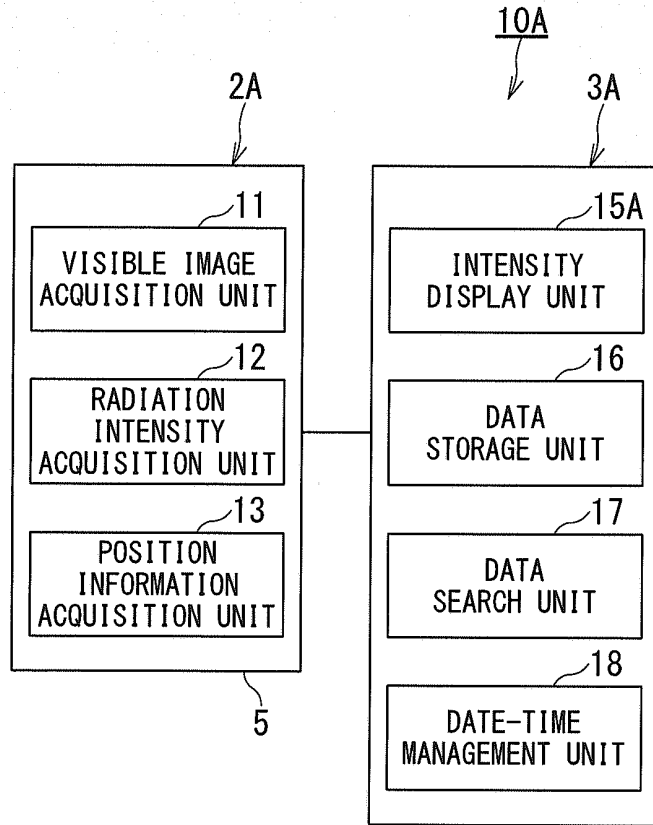 10A
2A
3A
11
VISIBLE IMAGE
ACQUISITION UNIT
12
RADIATION
INTENSITY
ACQUISITION UNIT
13
POSITION
INFORMATION
ACQUISITION UNIT
5
15A
INTENSITY
DISPLAY UNIT
16
DATA
STORAGE UNIT
17
DATA
SEARCH UNIT
18
DATE-TIME
MANAGEMENT UNIT